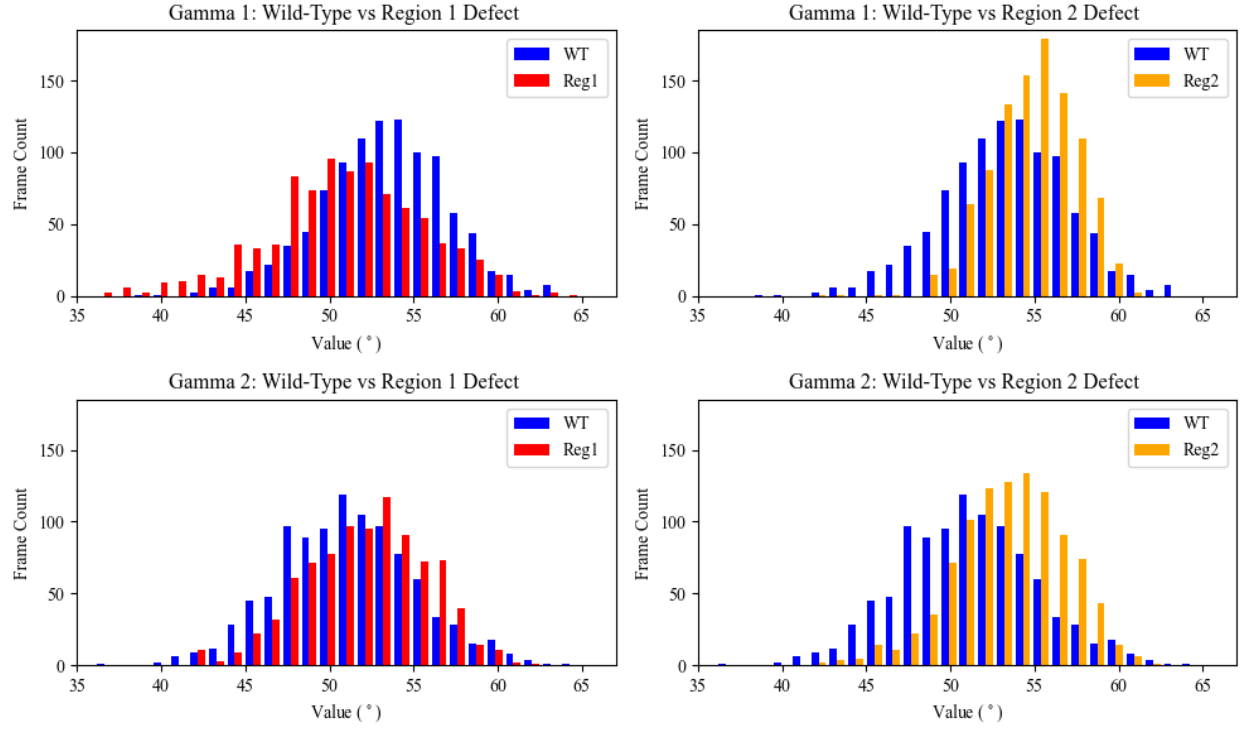 Gamma 1: Wild-Type vs Region 1 Defect
150
100
50
0
Frame Count
35 40 45 50 55 60 65
Value (°)
WT
Reg1
Gamma 1: Wild-Type vs Region 2 Defect
150
100
50
0
Frame Count
35 40 45 50 55 60 65
Value (°)
WT
Reg2
Gamma 2: Wild-Type vs Region 1 Defect
150
100
50
0
Frame Count
35 40 45 50 55 60 65
Value (°)
WT
Reg1
Gamma 2: Wild-Type vs Region 2 Defect
150
100
50
0
Frame Count
35 40 45 50 55 60 65
Value (°)
WT
Reg2